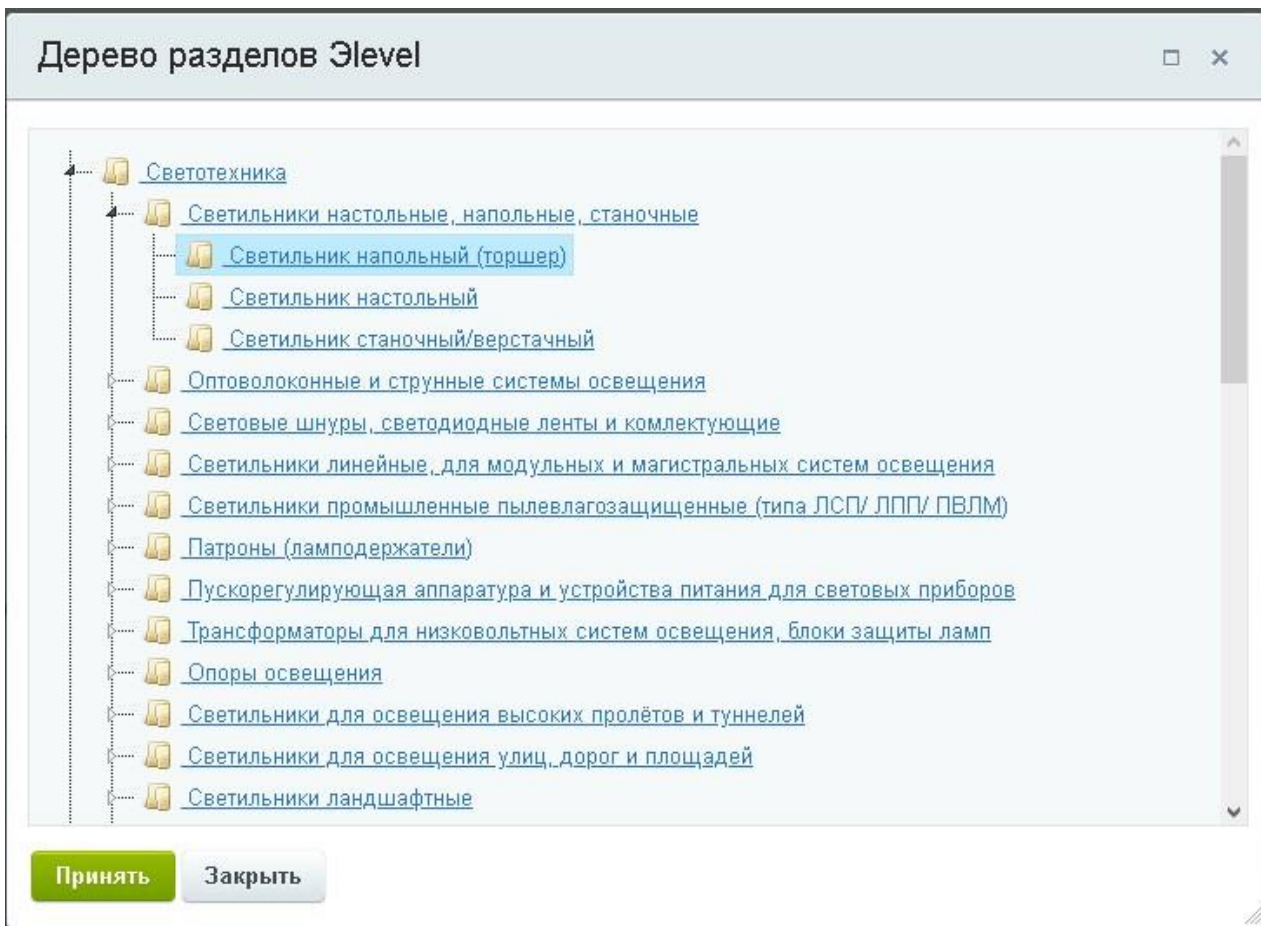 Дерево разделов Эlevel
Светотехника
Светильники настольные, напольные, станочные
Светильник напольный (торшер)
Светильник настольный
Светильник станочный/верстачный
Оптоволоконные и струнные системы освещения
Световые шнуры, светодиодные ленты и комлектующие
Светильники линейные, для модульных и магистральных систем освещения
Светильники промышленные пылевлагозащищенные (типа ЛСП/ ЛПП/ ПВЛМ)
Патроны (ламподержатели)
Пускорегулирующая аппаратура и устройства питания для световых приборов
Трансформаторы для низковольтных систем освещения, блоки защиты ламп
Опоры освещения
Светильники для освещения высоких пролётов и туннелей
Светильники для освещения улиц, дорог и площадей
Светильники ландшафтные
Принять Закрыть